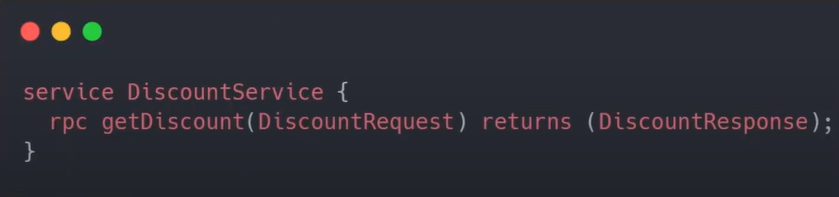 service DiscountService {
  rpc getDiscount(DiscountRequest) returns (DiscountResponse);
}